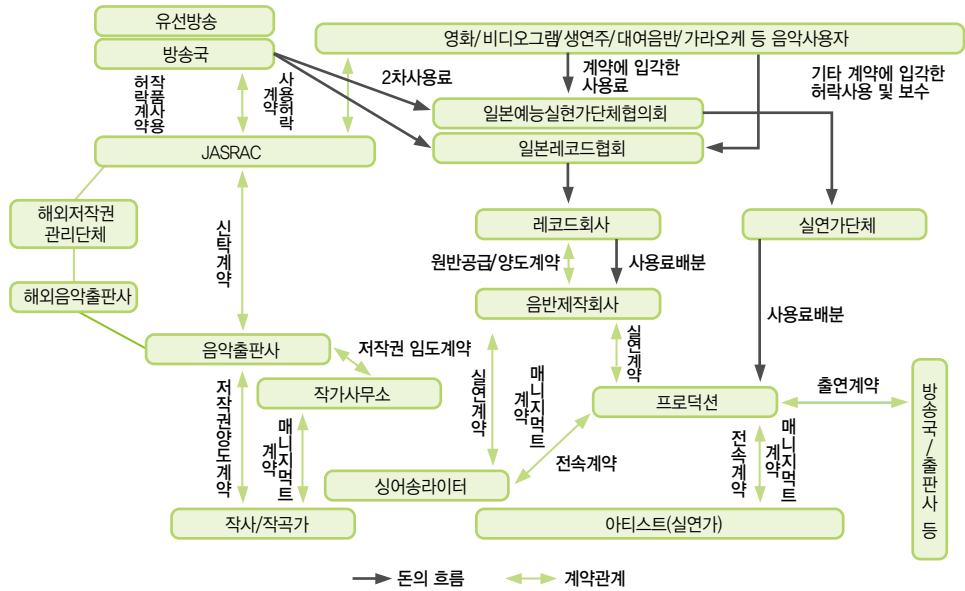 유선방송
방송국
영화/비디오그램/생연주/대여음반/가라오케 등 음악사용자
작품계사용
허락계약
사용허락
계약
2차사용료
계약에 입각한
사용료
기타 계약에 입각한
허락사용 및 보수
일본예능실현가단체협의회
일본레코드협회
JASRAC
해외저작권
관리단체
신탁계약
레코드회사
실연가단체
원반공급/양도계약
사용료배분
해외음악출판사
음반제작회사
사용료배분
음악출판사
저작권 임도계약
실연계약
작가사무소
프로덕션
출연계약
방송국/출판사 등
저작권양도계약
매니지먹트
계약
실연계약
매니지먹트
계약
전속계약
전속계약
매니지먹트
계약
싱어송라이터
작사/작곡가
아티스트(실연가)
돈의 흐름
계약관계